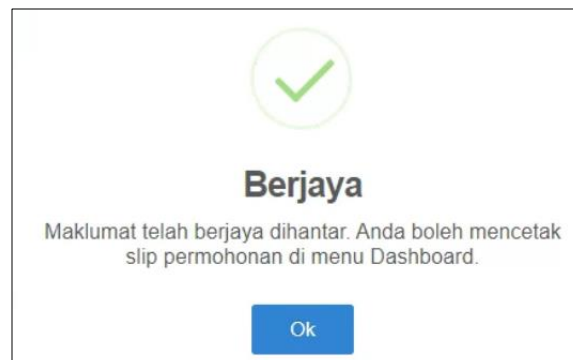 Berjaya
Maklumat telah berjaya dihantar. Anda boleh mencetak
slip permohonan di menu Dashboard.
Ok